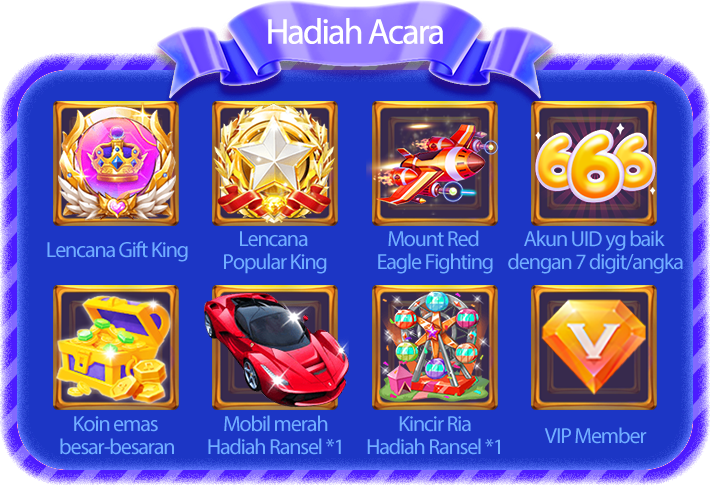 Hadiah Acara
666
Lencana Gift King
Lencana
Popular King
Mount Red
Eagle Fighting
Akun UID yg baik
dengan 7 digit/angka
V
Koin emas
besar-besaran
Mobil merah
Hadiah Ransel *1
Kincir Ria
Hadiah Ransel *1
VIP Member